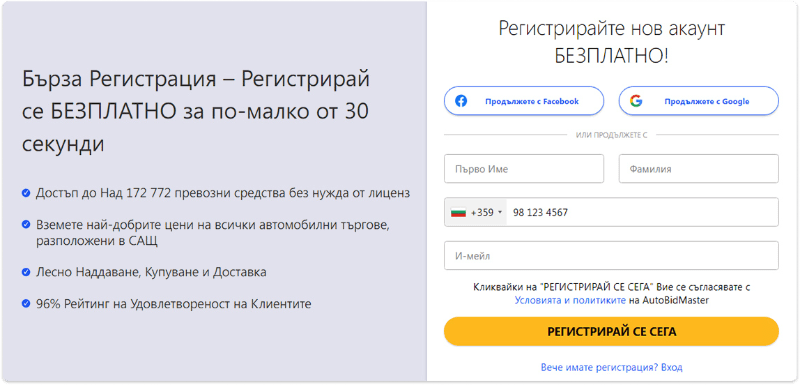 Бърза Регистрация – Регистрирай
се БЕЗПЛАТНО за по-малко от 30
секунди
Достъп до Над 172 772 превозни средства без нужда от лиценз
Вземете най-добрите цени на всички автомобилни търгове,
разположени в САЩ
Лесно Наддаване, Купуване и Доставка
96% Рейтинг на Удовлетвореност на Клиентите
Регистрирайте нов акаунт
БЕЗПЛАТНО!
Продължете с Facebook
Продължете с Google
ИЛИ ПРОДЪЛЖЕТЕ С
Първо Име
Фамилия
+359 98 123 4567
И-мейл
Кликвайки на "РЕГИСТРИРАЙ СЕ СЕГА" Вие се съгласявате с
Условията и политиките на AutoBidMaster
РЕГИСТРИРАЙ СЕ СЕГА
Вече имате регистрация? Вход